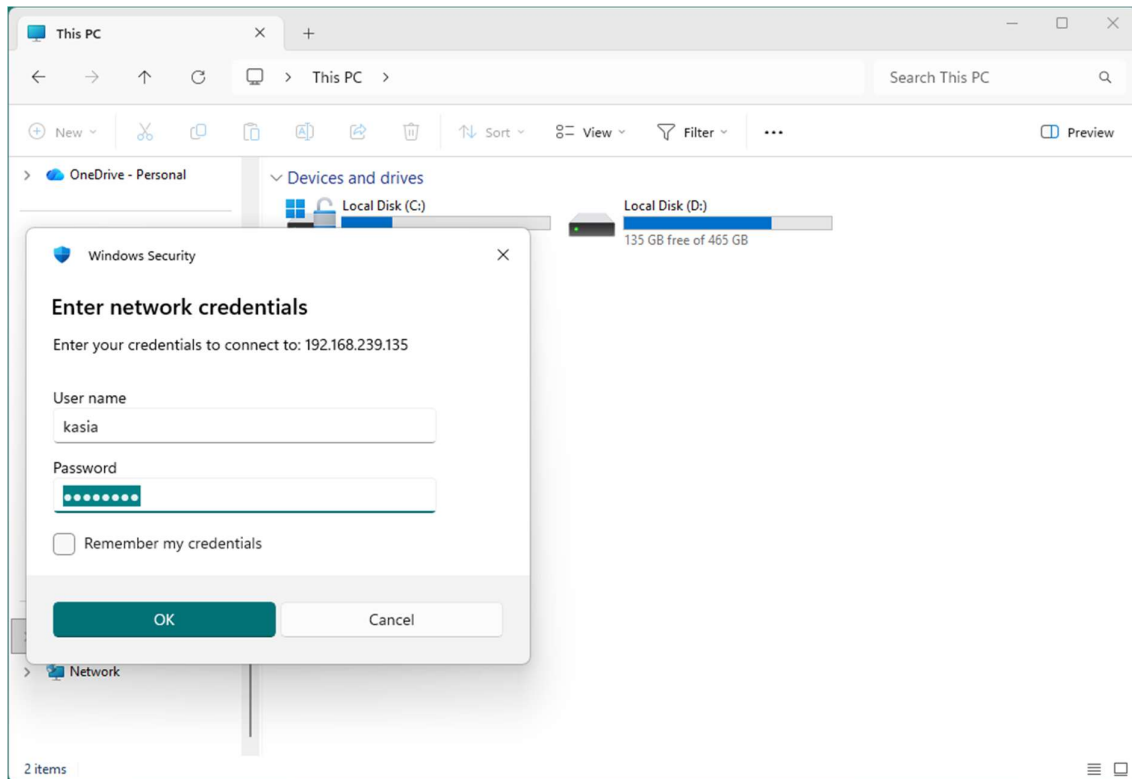 This PC
This PC
Search This PC
New
Sort
View
Filter
Preview
OneDrive - Personal
Devices and drives
Local Disk (C:)
Local Disk (D:)
135 GB free of 465 GB
Windows Security
Enter network credentials
Enter your credentials to connect to: 192.168.239.135
User name
kasia
Password
Remember my credentials
OK
Cancel
Network
2 items